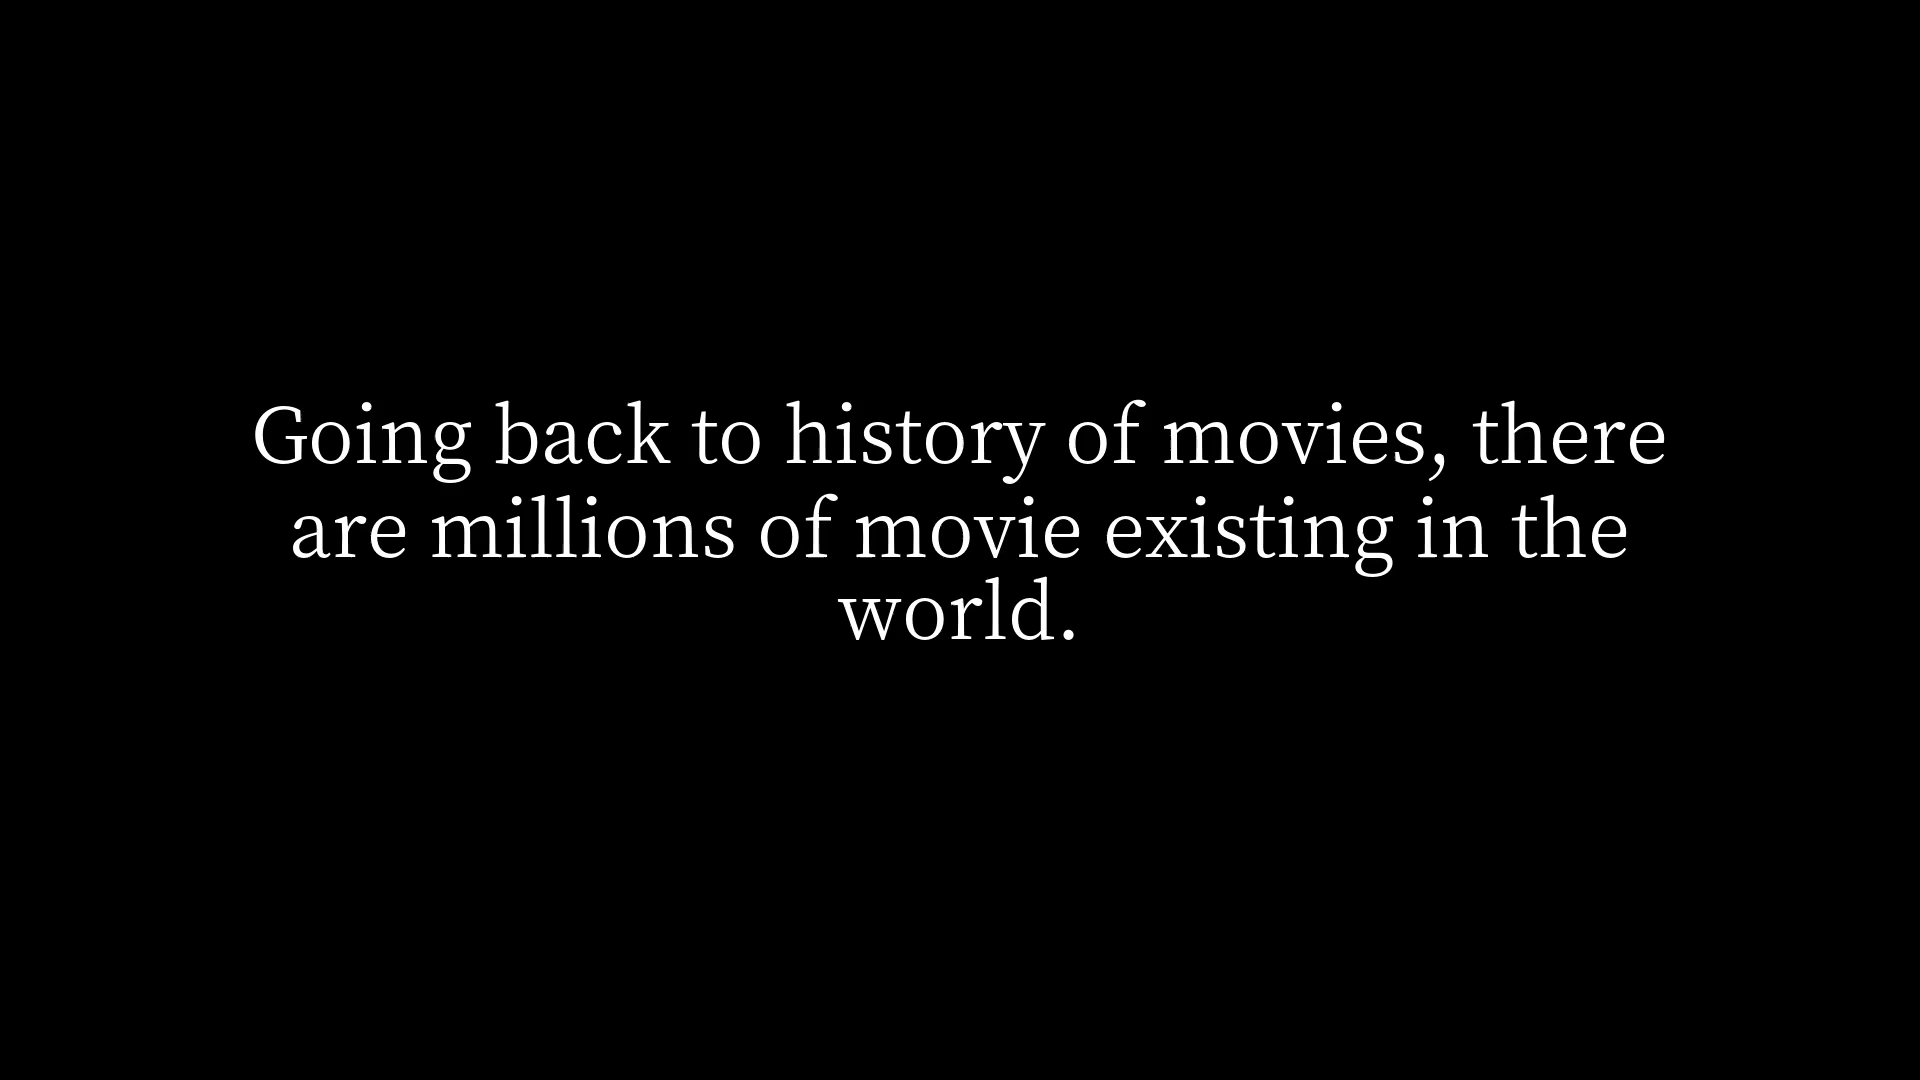 Going back to history of movies, there
are millions of movie existing in the
world.